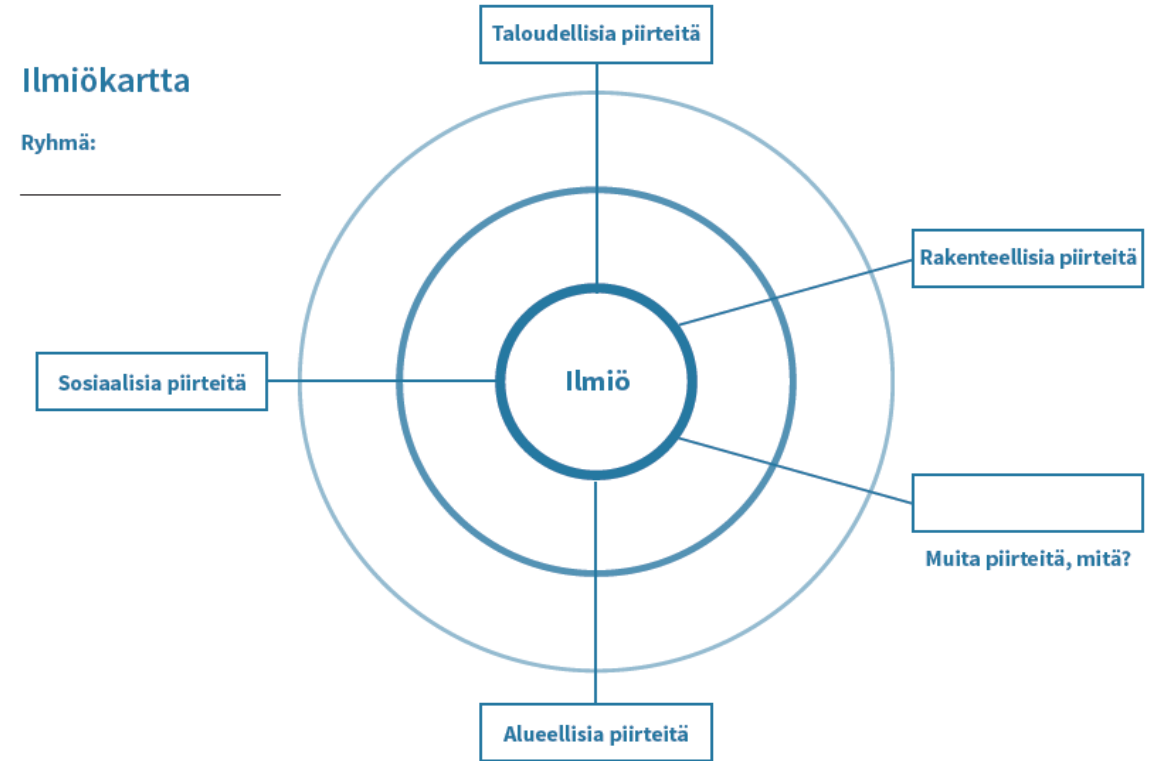 Taloudellisia piirteitä
Ilmiökartta
Ryhmä:
Rakenteellisia piirteitä
Sosiaalisia piirteitä
Ilmiö
Muita piirteitä, mitä?
Alueellisia piirteitä